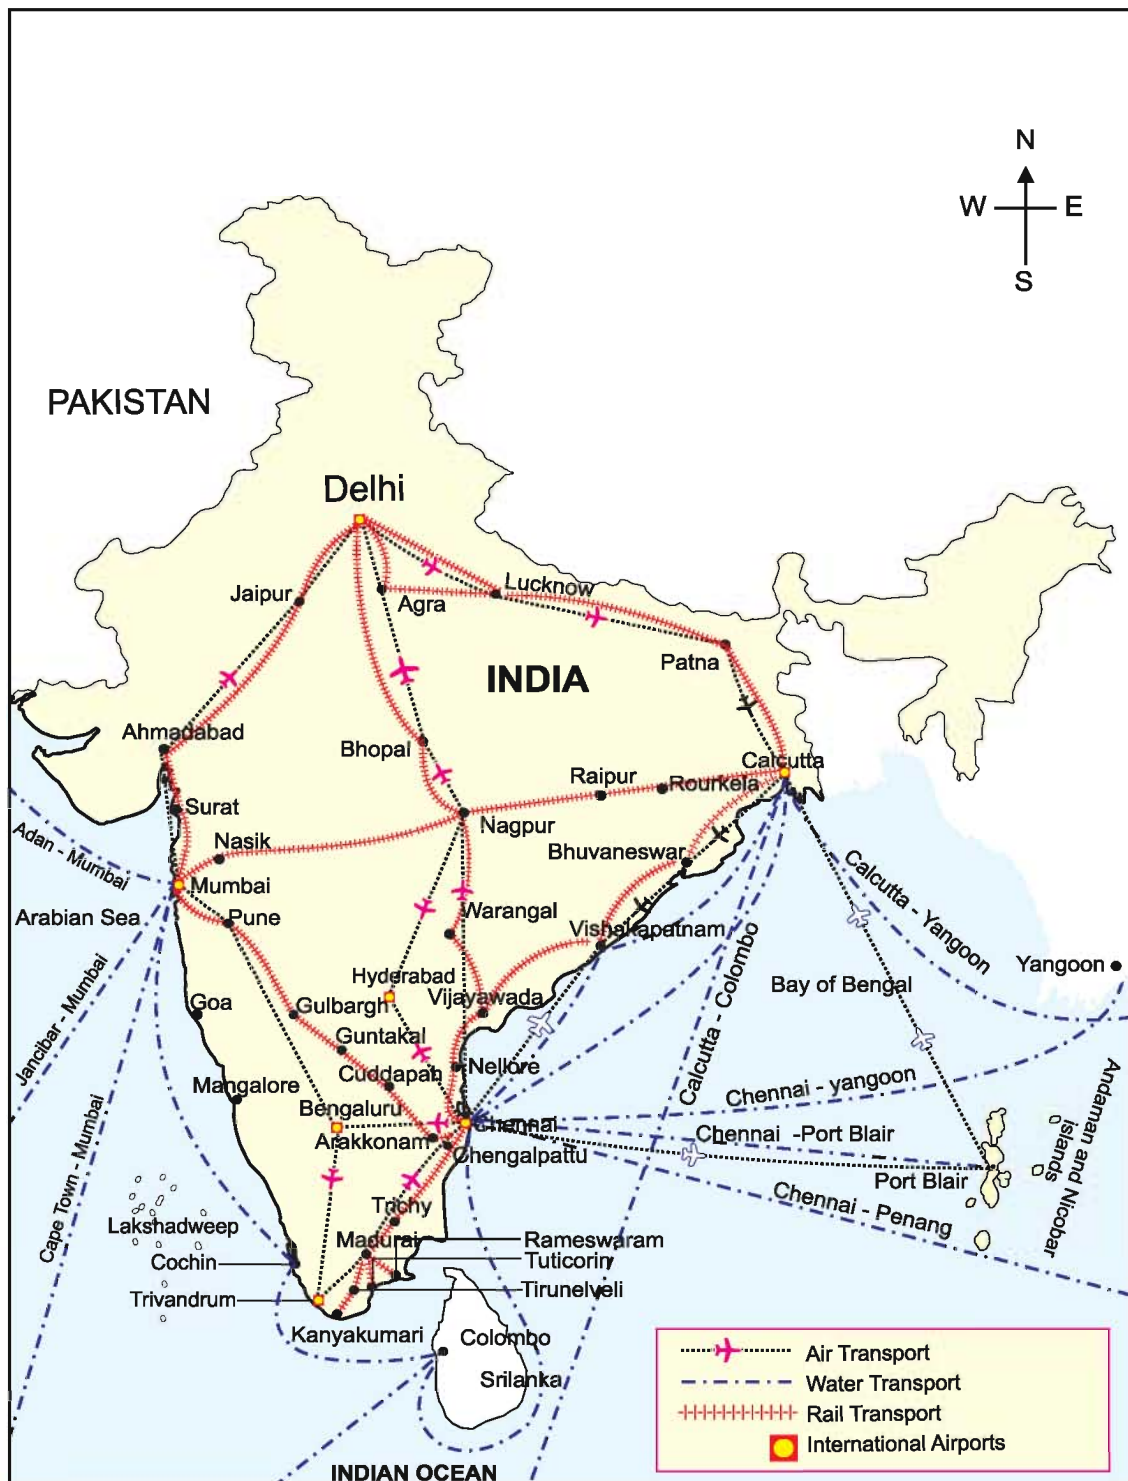 N
W E
S
PAKISTAN
Delhi
Jaipur
Agra
Lucknow
Patna
INDIA
Ahmadabad
Bhopal
Calcutta
Raipur
Rourkela
Surat
Nagpur
Nasik
Bhuvaneswar
Adan - Mumbai
Mumbai
Arabian Sea
Pune
Warangal
Vishakapatnam
Calcutta - Yangoon
Yangoon
Calcutta - Colombo
Bay of Bengal
Jancibar - Mumbai
Hyderabad
Goa
Gulbargh
Vijayawada
Guntakal
Cuddapah
Nellore
Mangalore
Bengaluru
Chennai
Chennai - yangoon
Arakkonam
Chengalpattu
Chennai -Port Blair
Port Blair
Andaman and Nicobar
Islands
Chennai - Penang
Cape Town - Mumbai
Trichy
Lakshadweep
Madurai
Rameswaram
Cochin
Tuticorin
Trivandrum
Tirunelveli
Kanyakumari
Colombo
Srilanka
Air Transport
Water Transport
Rail Transport
International Airports
INDIAN OCEAN